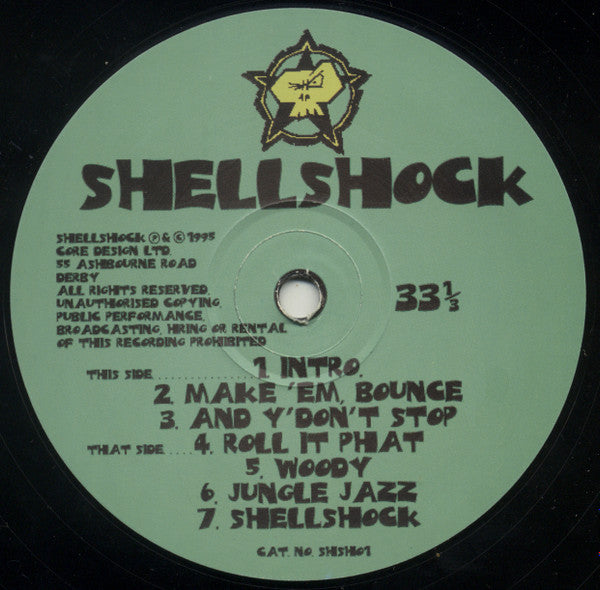 SHELLSHOCK
SHELLSHOCK ℗ & © 1995
CORE DESIGN LTD.
55 ASHBOURNE ROAD
DERBY
ALL RIGHTS RESERVED.
UNAUTHORISED COPYING,
PUBLIC PERFORMANCE,
BROADCASTING, HIRING OR RENTAL
OF THIS RECORDING PROHIBITED
33⅓
THIS SIDE................1. INTRO.
2. MAKE 'EM, BOUNCE
3. AND Y'DON'T STOP
THAT SIDE.....4. ROLL IT PHAT
5. WOODY
6. JUNGLE JAZZ
7. SHELLSHOCK
CAT. NO. SHSH01